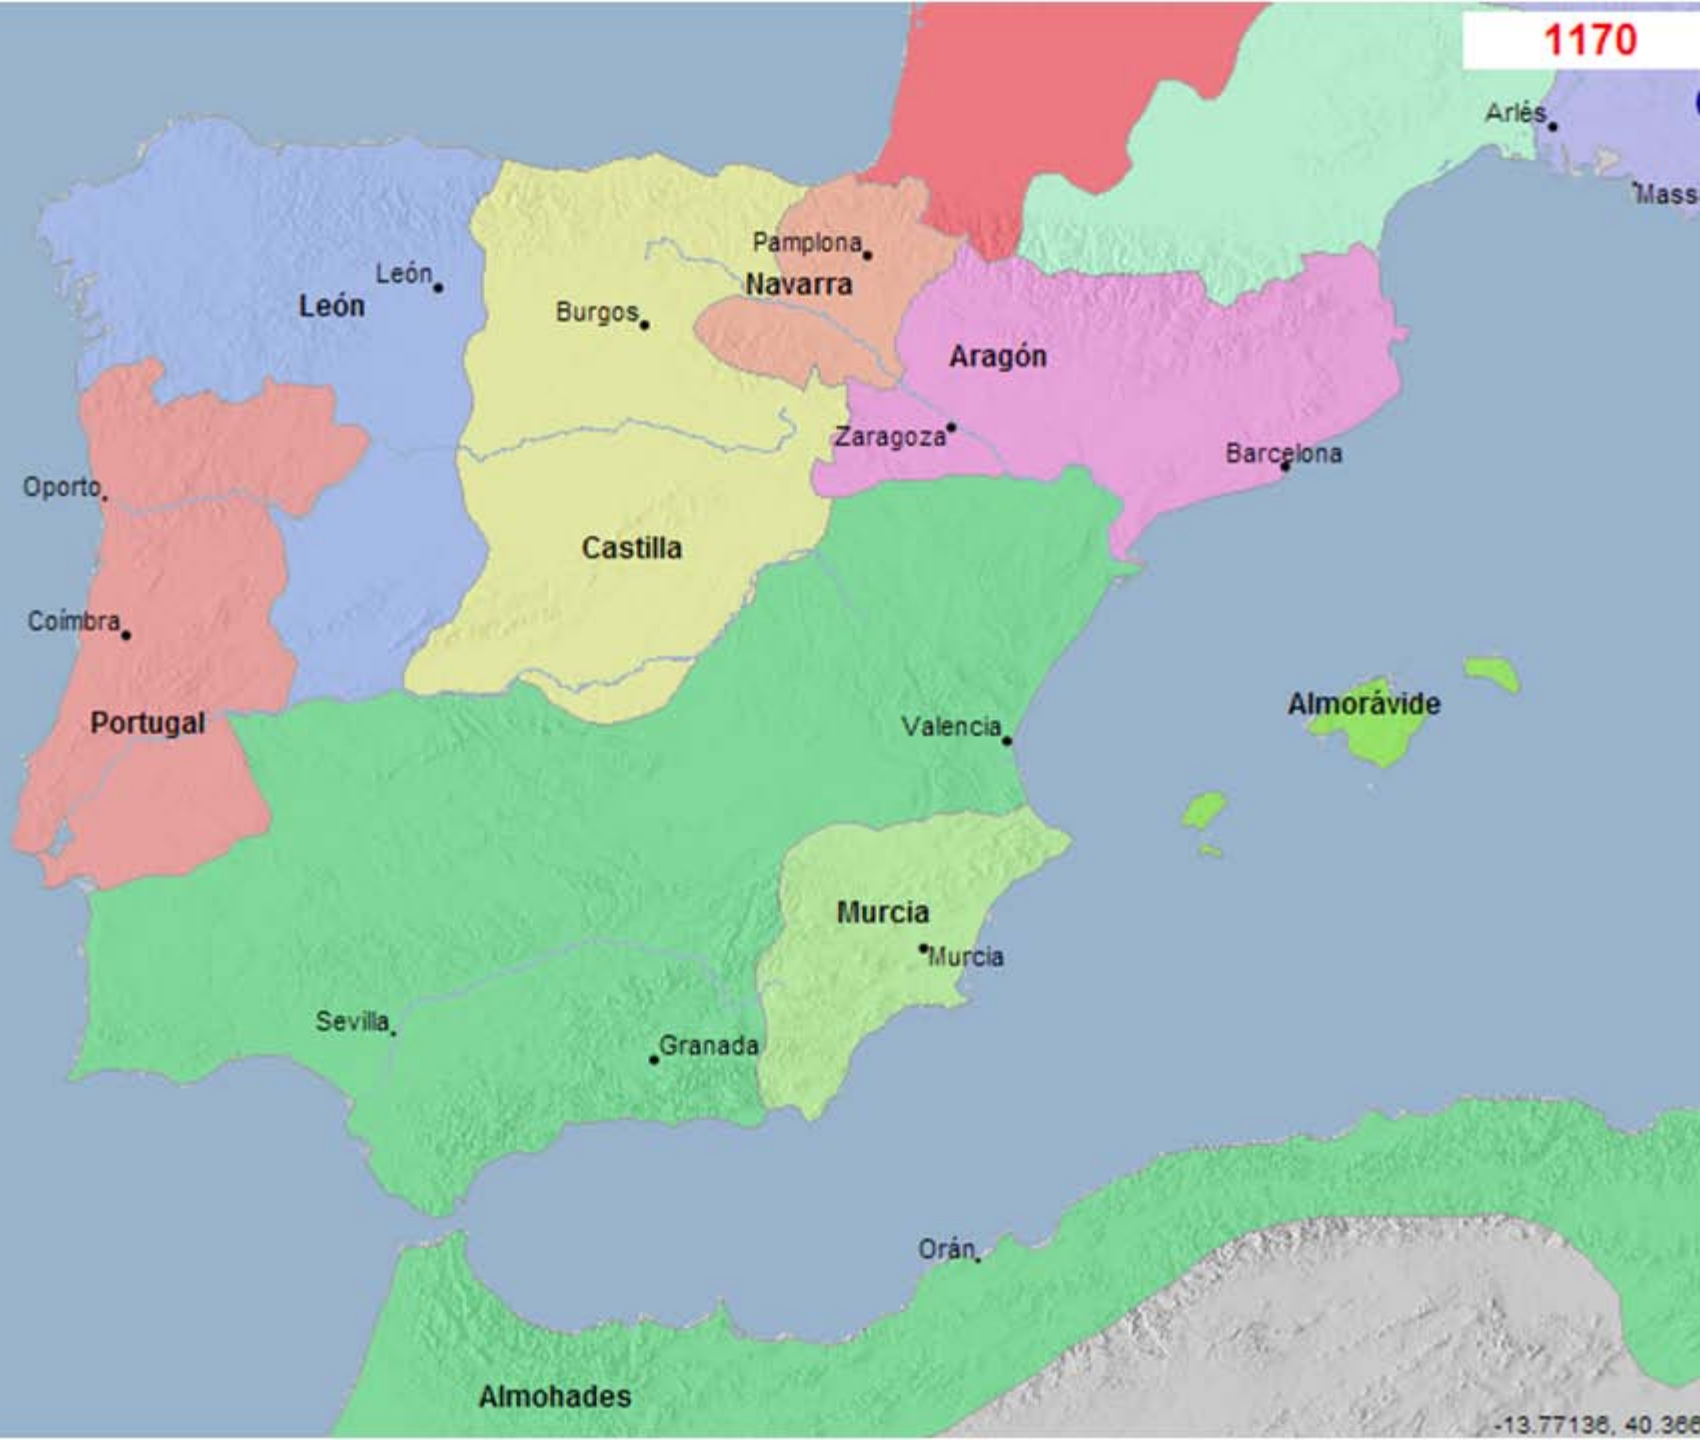 1170
Arlés
Mass
Pamplona
León
Navarra
León
Burgos
Aragón
Zaragoza
Barcelona
Oporto
Castilla
Coímbra
Almorávide
Portugal
Valencia
Murcia
Murcia
Sevilla
Granada
Orán
Almohades
-13.77136, 40.366